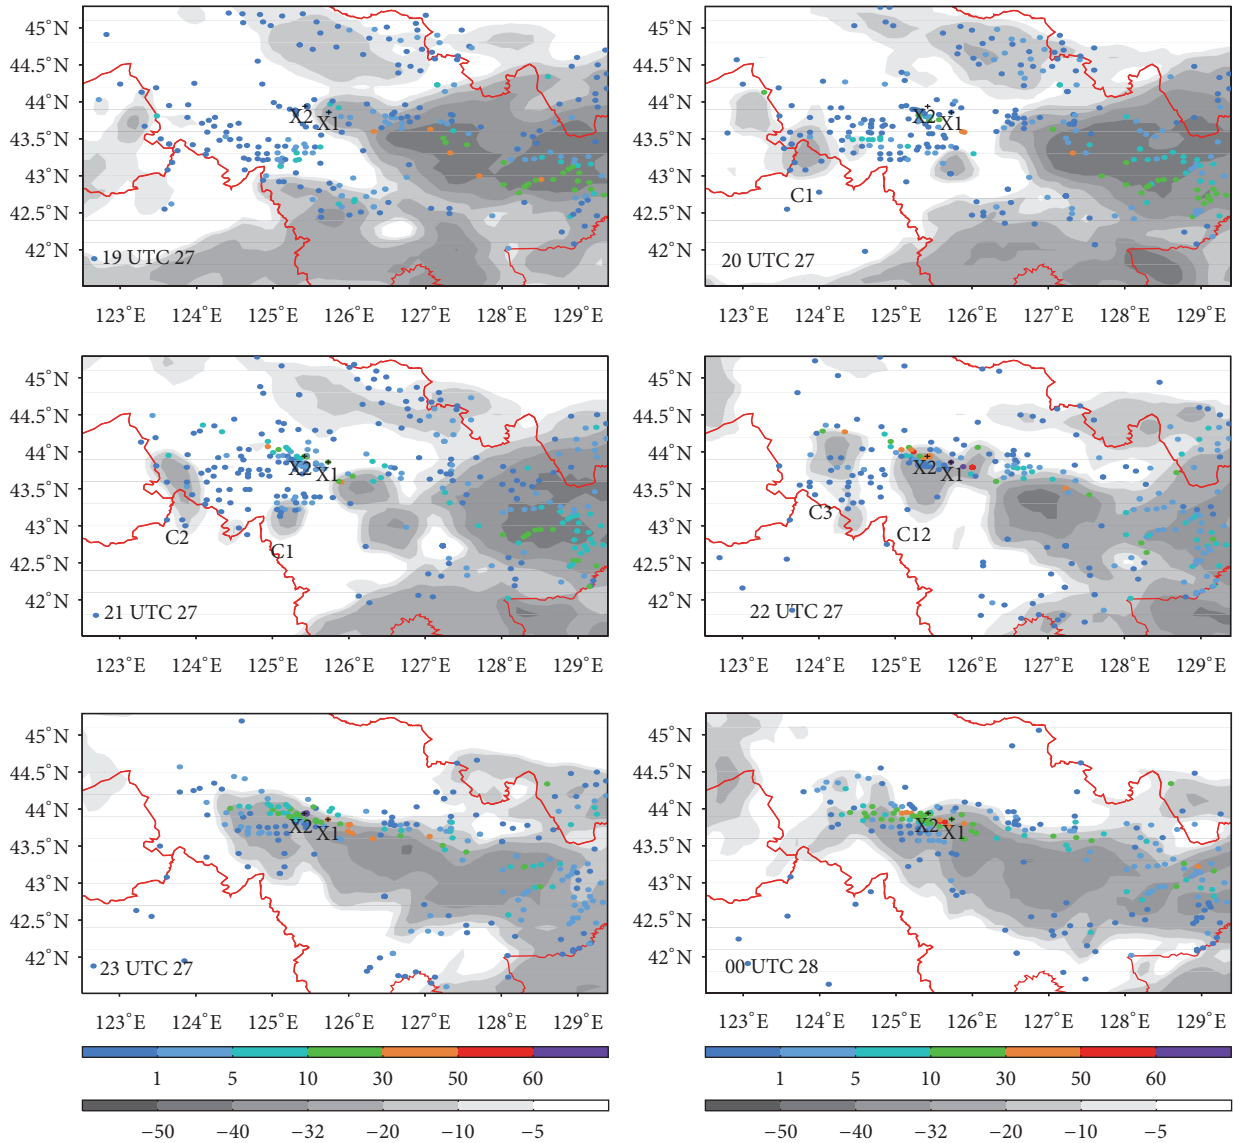 45°N 45°N
44.5°N 44.5°N
44°N 44°N
X2 X1 X2 X1
43.5°N 43.5°N
43°N 43°N
C1
42.5°N 42.5°N
42°N 42°N
19 UTC 27 20 UTC 27
123°E 124°E 125°E 126°E 127°E 128°E 129°E 123°E 124°E 125°E 126°E 127°E 128°E 129°E
45°N 45°N
44.5°N 44.5°N
44°N 44°N
X2 X1 X2 X1
43.5°N 43.5°N
C3
43°N 43°N
C2 C1 C12
42.5°N 42.5°N
42°N 42°N
21 UTC 27 22 UTC 27
123°E 124°E 125°E 126°E 127°E 128°E 129°E 123°E 124°E 125°E 126°E 127°E 128°E 129°E
45°N 45°N
44.5°N 44.5°N
44°N 44°N
X2 X1 X2 X1
43.5°N 43.5°N
43°N 43°N
42.5°N 42.5°N
42°N 42°N
23 UTC 27 00 UTC 28
123°E 124°E 125°E 126°E 127°E 128°E 129°E 123°E 124°E 125°E 126°E 127°E 128°E 129°E
1 5 10 30 50 60 1 5 10 30 50 60
−50 −40 −32 −20 −10 −5 −50 −40 −32 −20 −10 −5